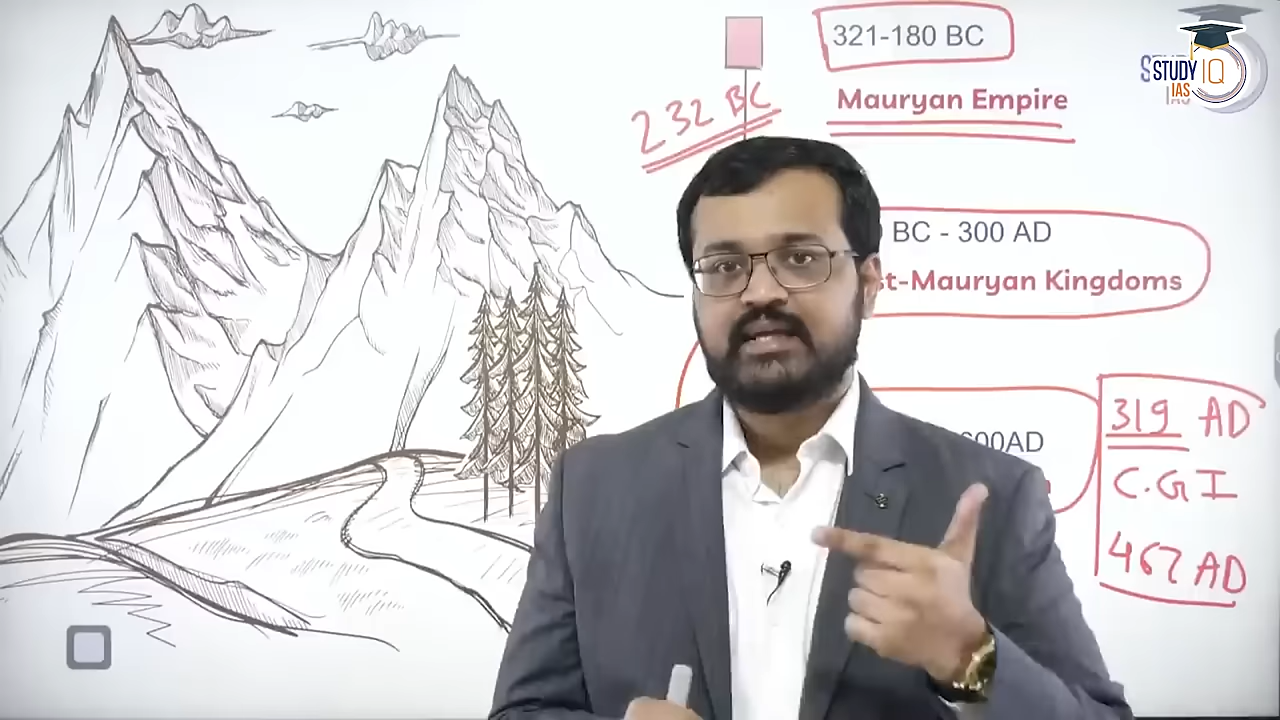 321-180 BC
STUDY IQ
IAS
232 BC
Mauryan Empire
BC - 300 AD
st-Mauryan Kingdoms
319 AD
600AD
C.G I
467 AD